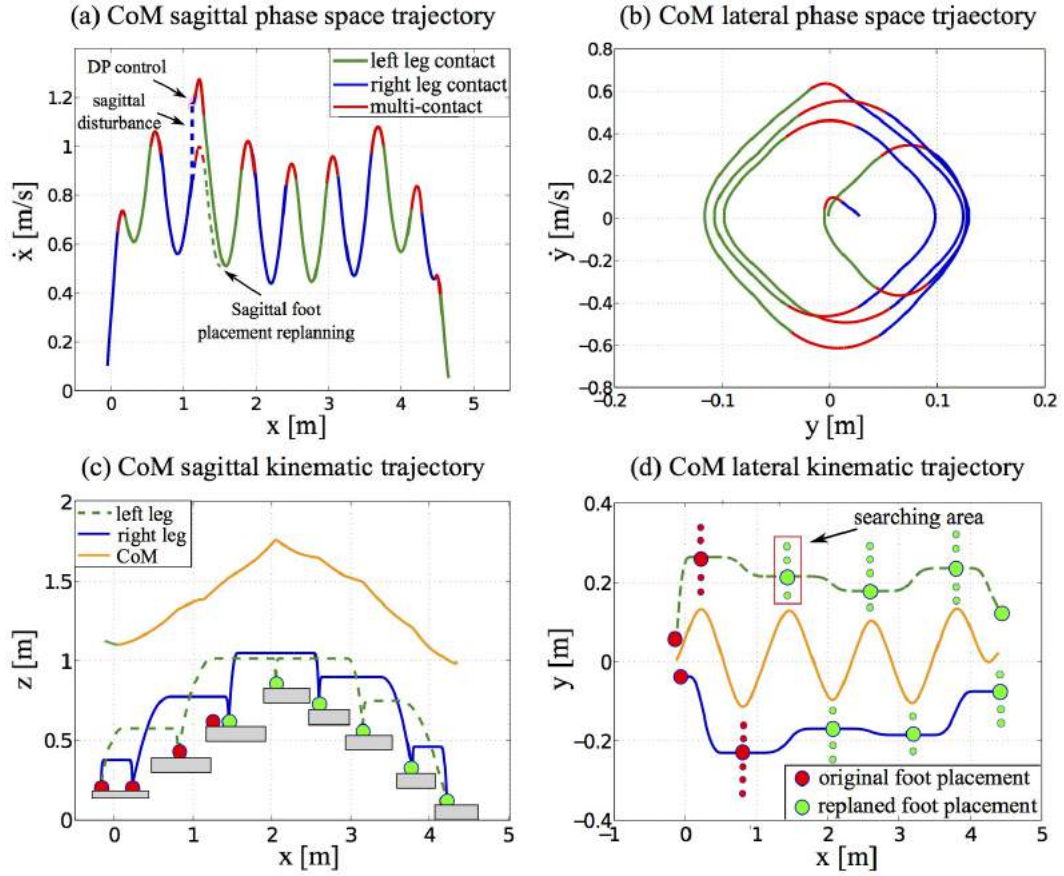 (a) CoM sagittal phase space trajectory
DP control
sagittal
disturbance
left leg contact
right leg contact
multi-contact
Sagittal foot
placement replanning
1.2
1
0.8
0.6
0.4
0.2
0
0 1 2 3 4 5
ẋ [m/s]
x [m]
(b) CoM lateral phase space trjaectory
0.8
0.6
0.4
0.2
0
−0.2
−0.4
−0.6
−0.8
−0.2 −0.1 0 0.1 0.2
ẏ [m/s]
y [m]
(c) CoM sagittal kinematic trajectory
left leg
right leg
CoM
2
1.5
1
0.5
0
0 1 2 3 4 5
z [m]
x [m]
(d) CoM lateral kinematic trajectory
searching area
original foot placement
replaned foot placement
0.4
0.2
0
−0.2
−0.4
−1 0 1 2 3 4 5
y [m]
x [m]